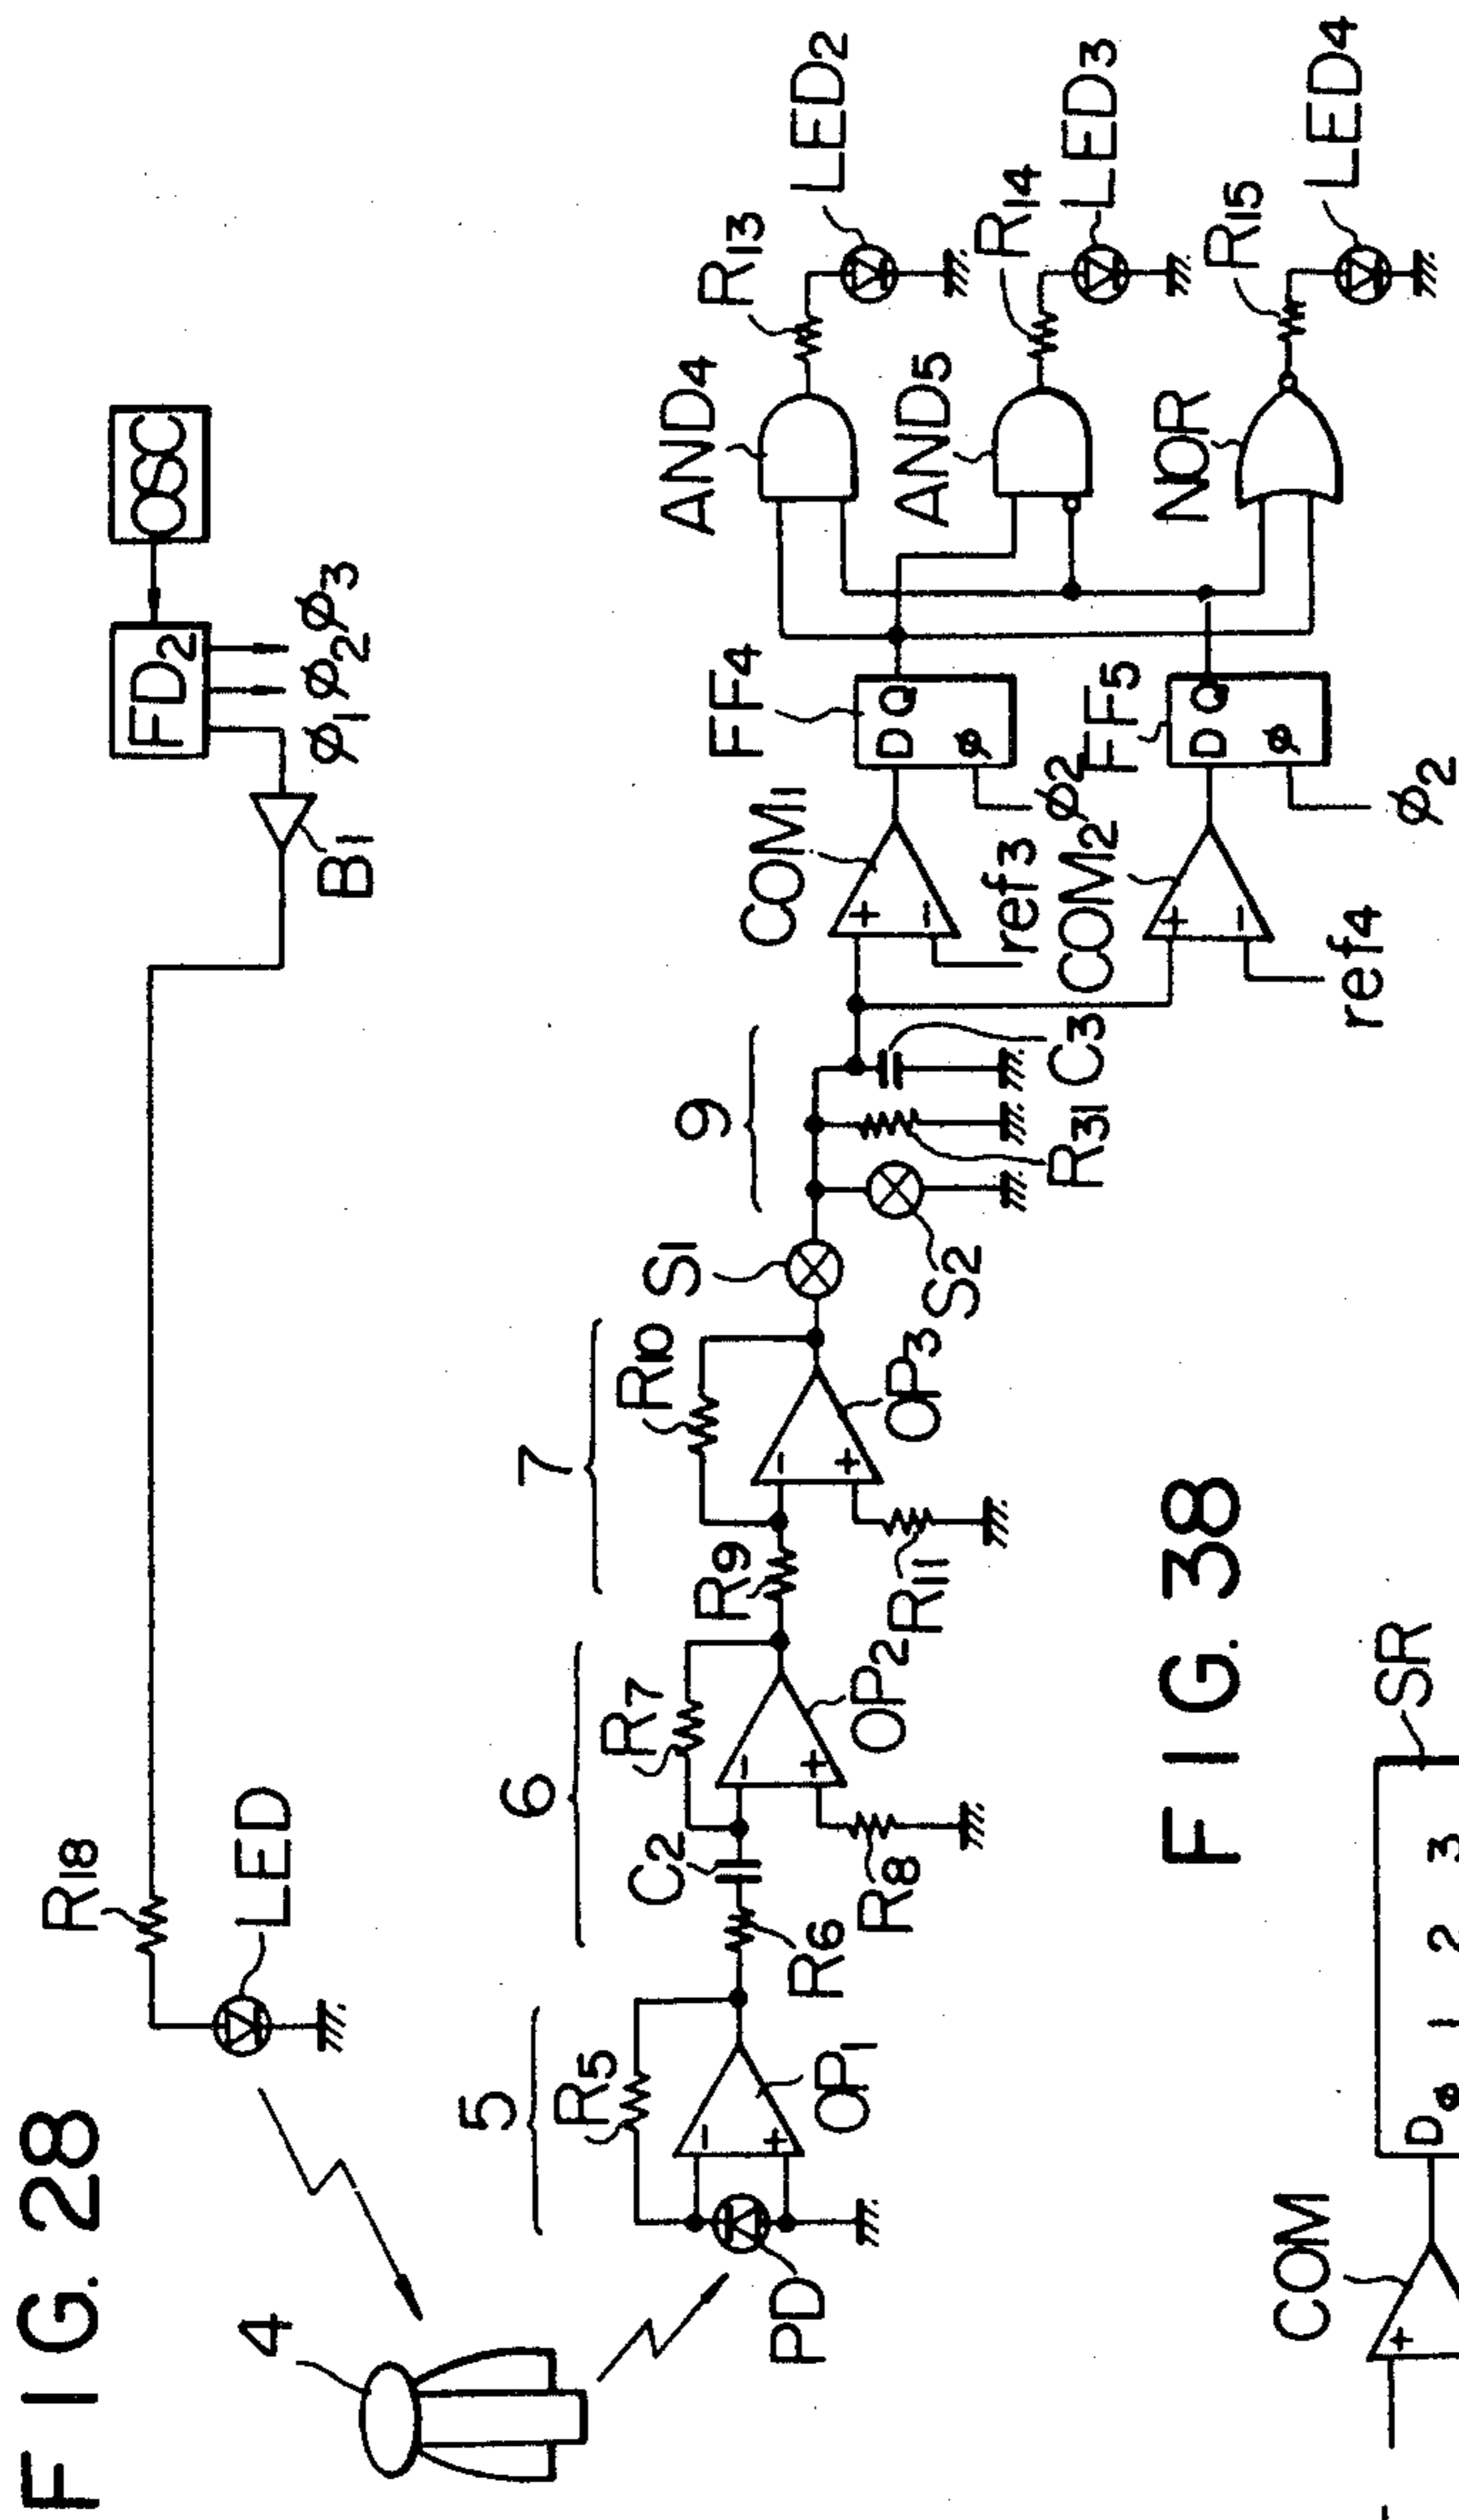 FIG. 28
4
R18
LED
B1
FD2
OSC
φ1
φ2
φ3
5
R5
OP1
PD
6
R6
C2
R7
R8
OP2
7
R9
R10
R11
OP3
S1
S2
9
R31
C3
COM1
ref3
COM2
ref4
FF4
D Q
φ
φ2
FF5
D Q
φ
φ2
AND4
AND5
NOR
R13
LED2
R14
LED3
R15
LED4
- +
- +
- +
+ -
+ -
FIG. 38
COM
+
D
φ
1 2 3
SR